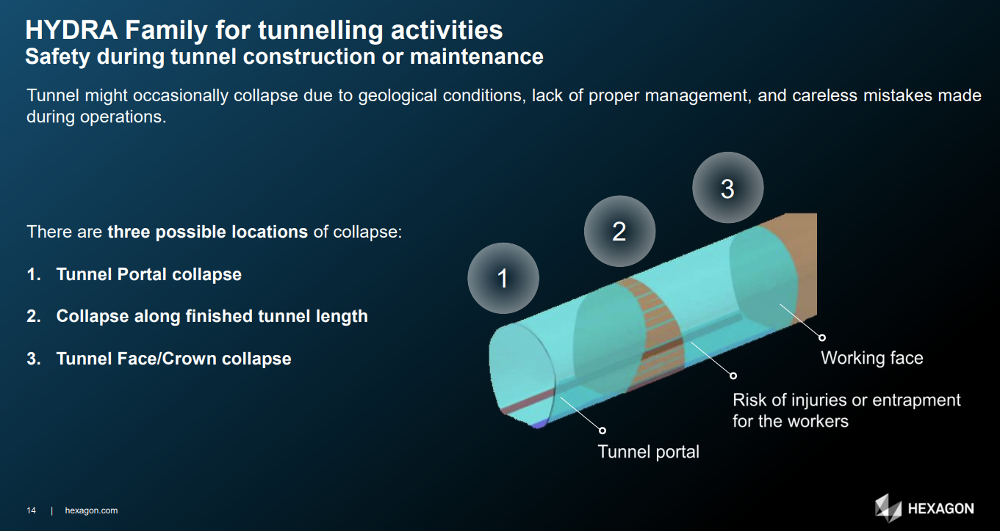 HYDRA Family for tunnelling activities
Safety during tunnel construction or maintenance
Tunnel might occasionally collapse due to geological conditions, lack of proper management, and careless mistakes made
during operations.
There are three possible locations of collapse:
1. Tunnel Portal collapse
2. Collapse along finished tunnel length
3. Tunnel Face/Crown collapse
1
2
3
Working face
Risk of injuries or entrapment
for the workers
Tunnel portal
14 | hexagon.com
HEXAGON